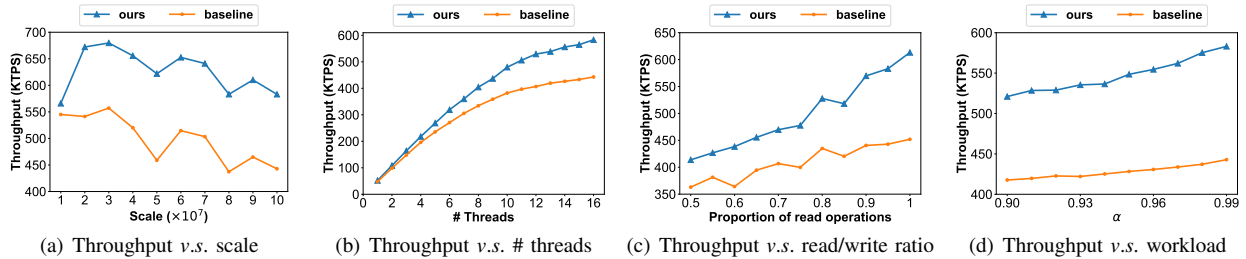 ours baseline
Throughput (KTPS)
700
650
600
550
500
450
400
1 2 3 4 5 6 7 8 9 10
Scale (×10⁷)
(a) Throughput v.s. scale
ours baseline
Throughput (KTPS)
600
500
400
300
200
100
0
0 2 4 6 8 10 12 14 16
# Threads
(b) Throughput v.s. # threads
ours baseline
Throughput (KTPS)
650
600
550
500
450
400
350
0.5 0.6 0.7 0.8 0.9 1
Proportion of read operations
(c) Throughput v.s. read/write ratio
ours baseline
Throughput (KTPS)
650
600
550
500
450
400
0.90 0.93 0.96 0.99
α
(d) Throughput v.s. workload